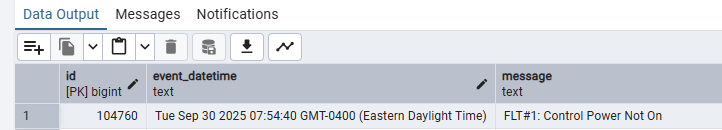 Data Output Messages Notifications
id event_datetime message
[PK] bigint text text
1 104760 Tue Sep 30 2025 07:54:40 GMT-0400 (Eastern Daylight Time) FLT#1: Control Power Not On